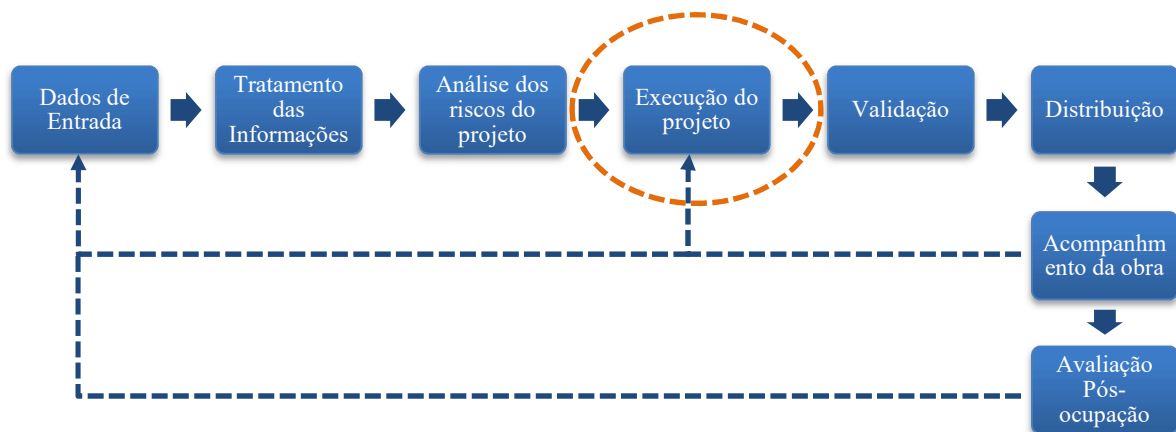 Dados de
Entrada
Tratamento
das
Informações
Análise dos
riscos do
projeto
Execução do
projeto
Validação
Distribuição
Acompanhm
ento da obra
Avaliação
Pós-
ocupação